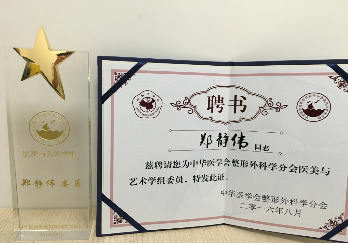 郑静伟委员
聘书
郑静伟 同志
兹聘请您为中华医学会整形外科学分会医美与
艺术学组委员，特发此证。
中华医学会整形外科学分会
二零一六年八月